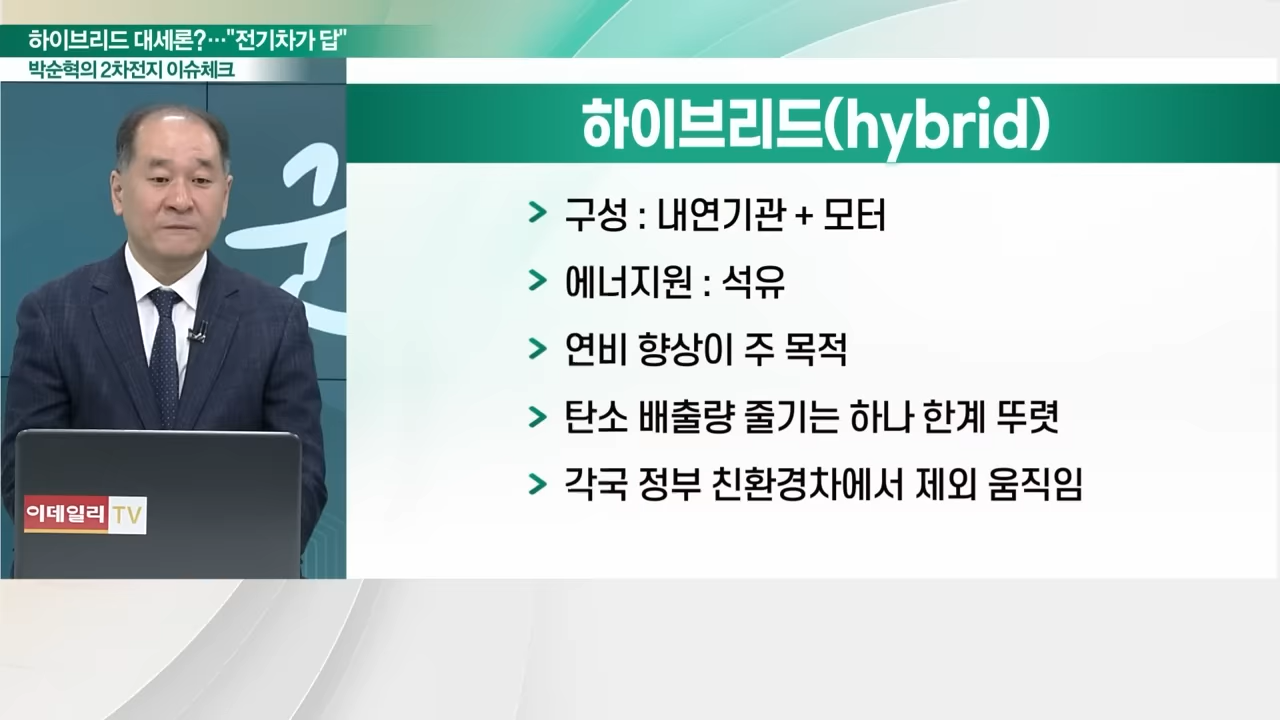 하이브리드 대세론?…"전기차가 답"
박순혁의 2차전지 이슈체크
하이브리드(hybrid)
> 구성 : 내연기관 + 모터
> 에너지원 : 석유
> 연비 향상이 주 목적
> 탄소 배출량 줄기는 하나 한계 뚜렷
> 각국 정부 친환경차에서 제외 움직임
이데일리 TV